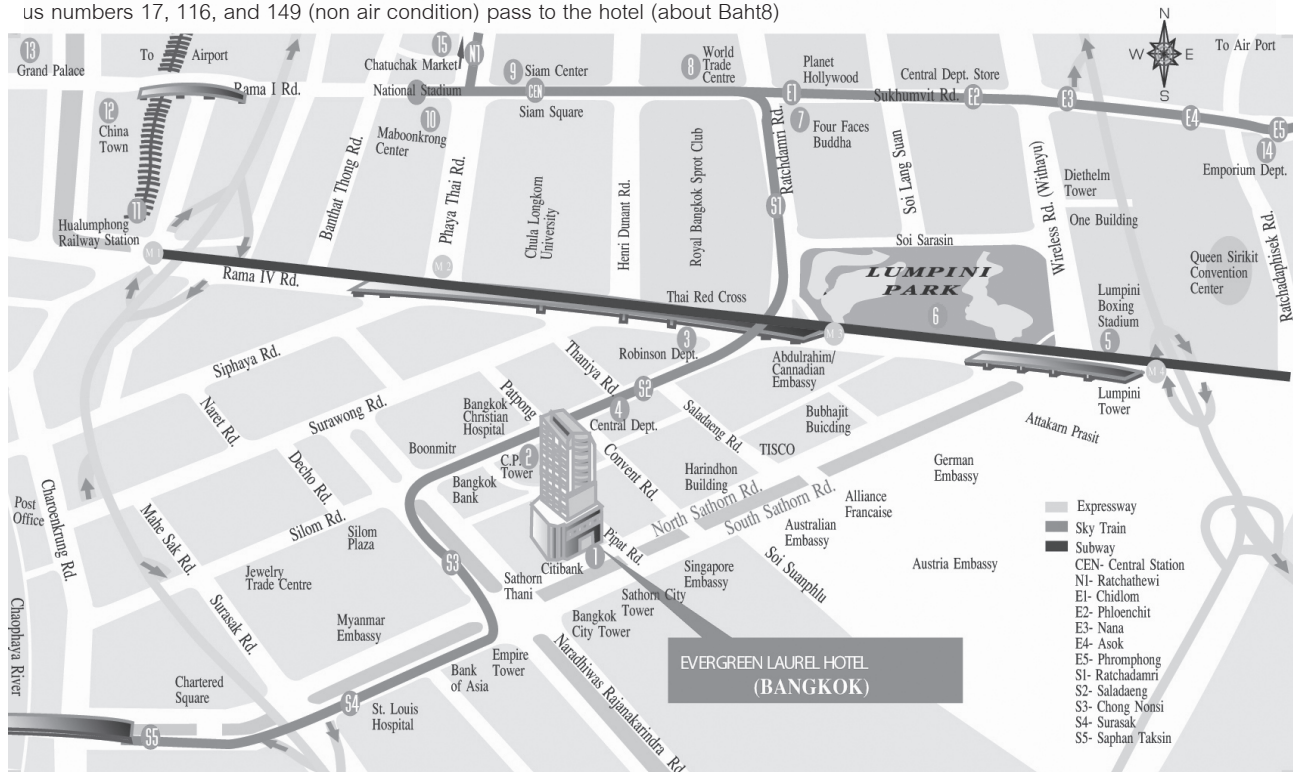 us numbers 17, 116, and 149 (non air condition) pass to the hotel (about Baht8)
N
W
E
S
13
Grand Palace
To Airport
15
Chatuchak Market
N1
9
Siam Center
8
World
Trade
Centre
Planet
Hollywood
Central Dept. Store
To Air Port
Rama I Rd.
National Stadium
CEN
Siam Square
E1
Sukhumvit Rd.
E2
E3
E4
E5
12
China
Town
10
Maboonkrong
Center
7
Four Faces
Buddha
14
Emporium Dept.
Banthat Thong Rd.
Phaya Thai Rd.
Chula Longkorn
University
Henri Dunant Rd.
Royal Bangkok Sprot Club
Ratchdamri Rd.
S1
Soi Lang Suan
Wireless Rd. (Withayu)
Diethelm
Tower
One Building
11
Hualumphong
Railway Station
M 1
M 2
Rama IV Rd.
Soi Sarasin
LUMPINI
PARK
6
Queen Sirikit
Convention
Center
Ratchadaphisek Rd.
Thai Red Cross
Lumpini
Boxing
Stadium
5
3
Robinson Dept.
Abdulrahim/
Cannadian
Embassy
M 4
Lumpini
Tower
Siphaya Rd.
Thaniya Rd.
S2
Patpong
4
Central Dept.
Saladaeng Rd.
Bubhajit
Buicding
Attakarn Prasit
Naret Rd.
Surawong Rd.
Bangkok
Christian
Hospital
TISCO
Boonmitr
2
C.P.
Tower
Convent Rd.
Harindhon
Building
German
Embassy
Decho Rd.
Bangkok
Bank
North Sathorn Rd.
South Sathorn Rd.
Alliance
Francaise
Post
Office
Charoenkrung Rd.
Mahe Sak Rd.
Silom Rd.
Silom
Plaza
Pipat Rd.
Australian
Embassy
Soi Suanphlu
Austria Embassy
S3
1
Citibank
Jewelry
Trade Centre
Sathorn
Thani
Singapore
Embassy
Sathorn City
Tower
Chaophaya River
Surasak Rd.
Myanmar
Embassy
Bangkok
City Tower
Naradhiwas Rajanakarindra Rd
Empire
Tower
Bank
of Asia
Chartered
Square
S4
St. Louis
Hospital
S5
EVERGREEN LAUREL HOTEL
(BANGKOK)
Expressway
Sky Train
Subway
CEN- Central Station
N1- Ratchathewi
E1- Chidlom
E2- Phloenchit
E3- Nana
E4- Asok
E5- Phromphong
S1- Ratchadamri
S2- Saladaeng
S3- Chong Nonsi
S4- Surasak
S5- Saphan Taksin